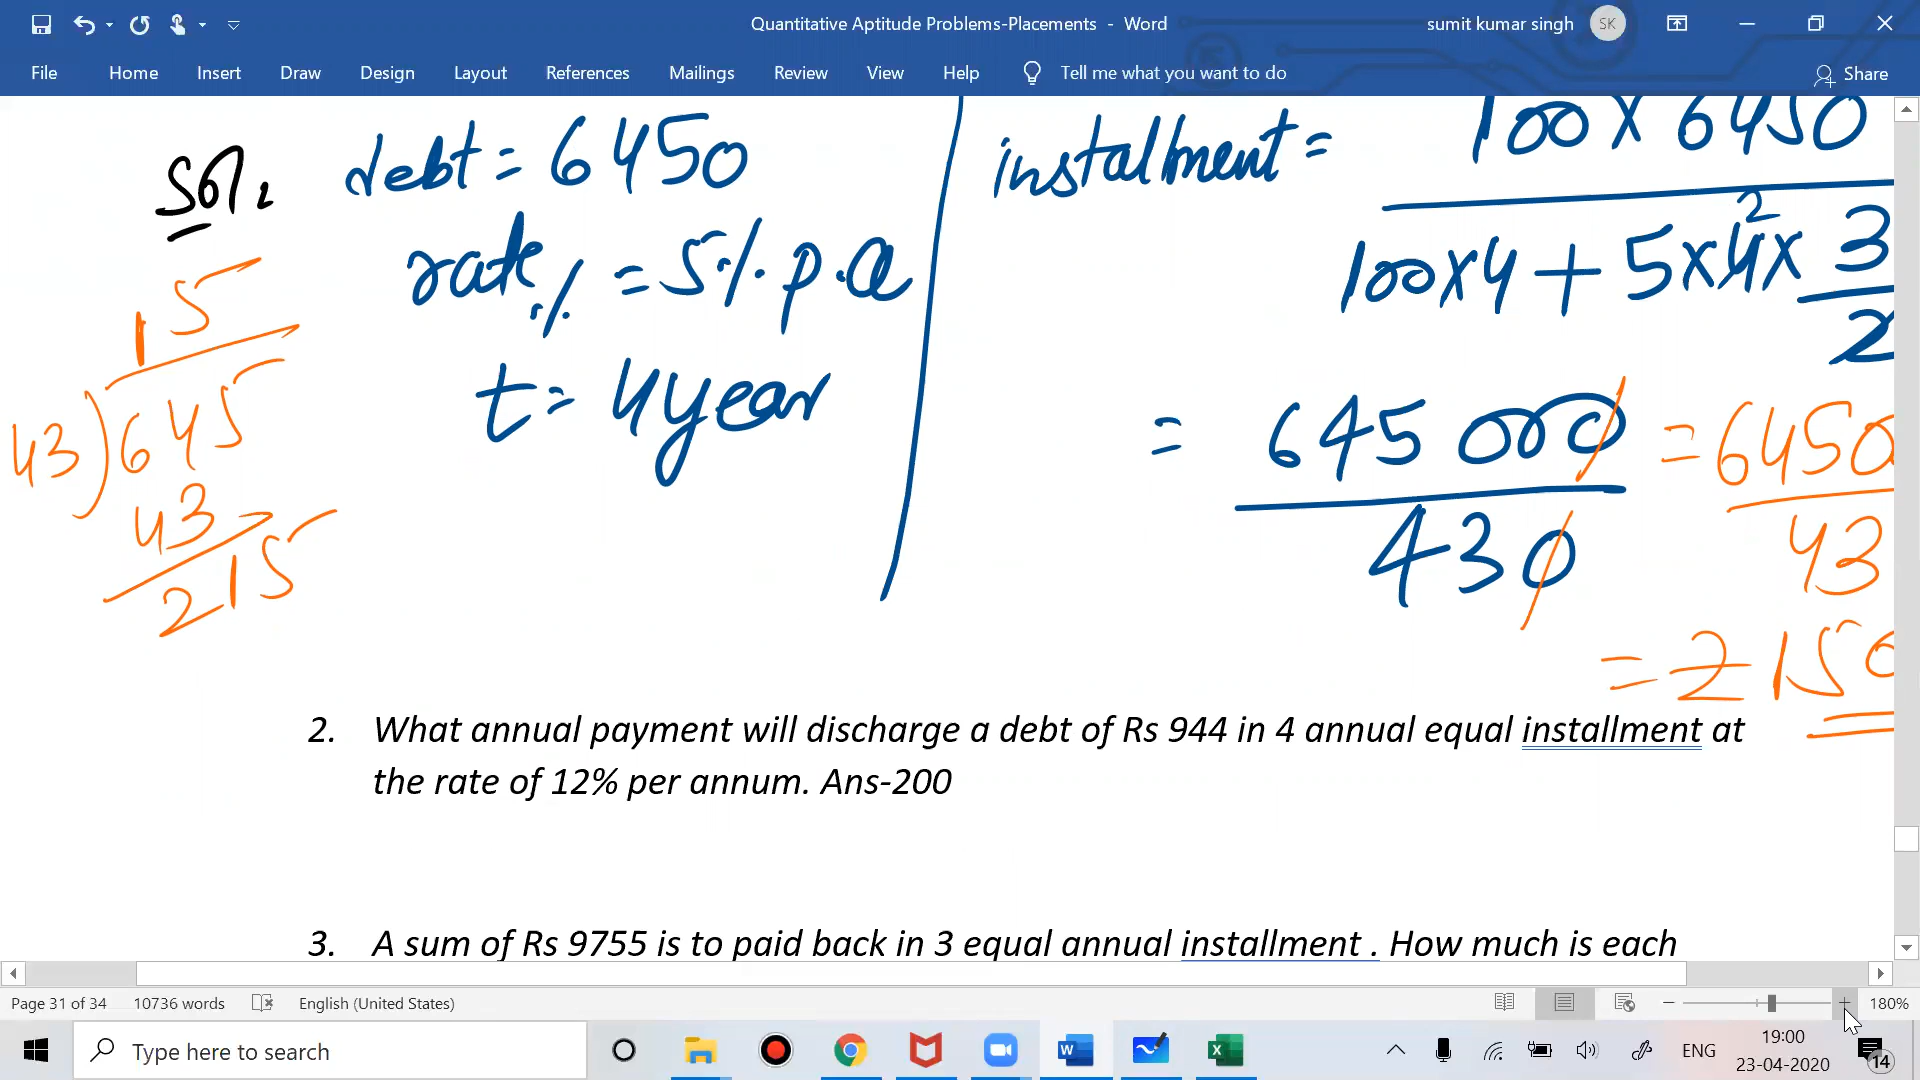 Quantitative Aptitude Problems-Placements - Word
sumit kumar singh
SK
File Home Insert Draw Design Layout References Mailings Review View Help Tell me what you want to do
Share
Sol
debt = 6450
rate % = 5% p.a
t = 4year
15
43)645
43
215
installment = 100 X 6450
100x4 + 5x4x 3
2
2
= 645000
430
= 6450
43
= 2150
2. What annual payment will discharge a debt of Rs 944 in 4 annual equal installment at
the rate of 12% per annum. Ans-200
3. A sum of Rs 9755 is to paid back in 3 equal annual installment . How much is each
Page 31 of 34 10736 words English (United States)
180%
Type here to search
W
X
ENG
19:00
23-04-2020
14